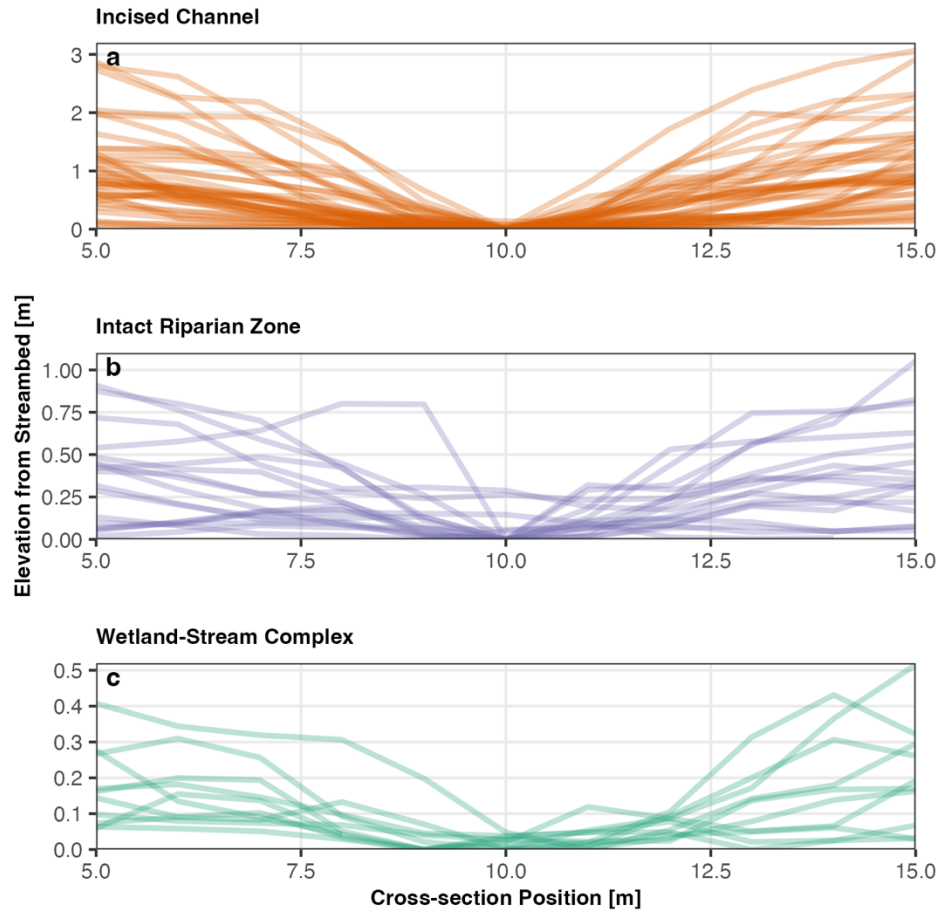 Incised Channel
a
3
2
1
0
5.0 7.5 10.0 12.5 15.0
Elevation from Streambed [m]
Intact Riparian Zone
b
1.00
0.75
0.50
0.25
0.00
5.0 7.5 10.0 12.5 15.0
Wetland-Stream Complex
c
0.5
0.4
0.3
0.2
0.1
0.0
5.0 7.5 10.0 12.5 15.0
Cross-section Position [m]